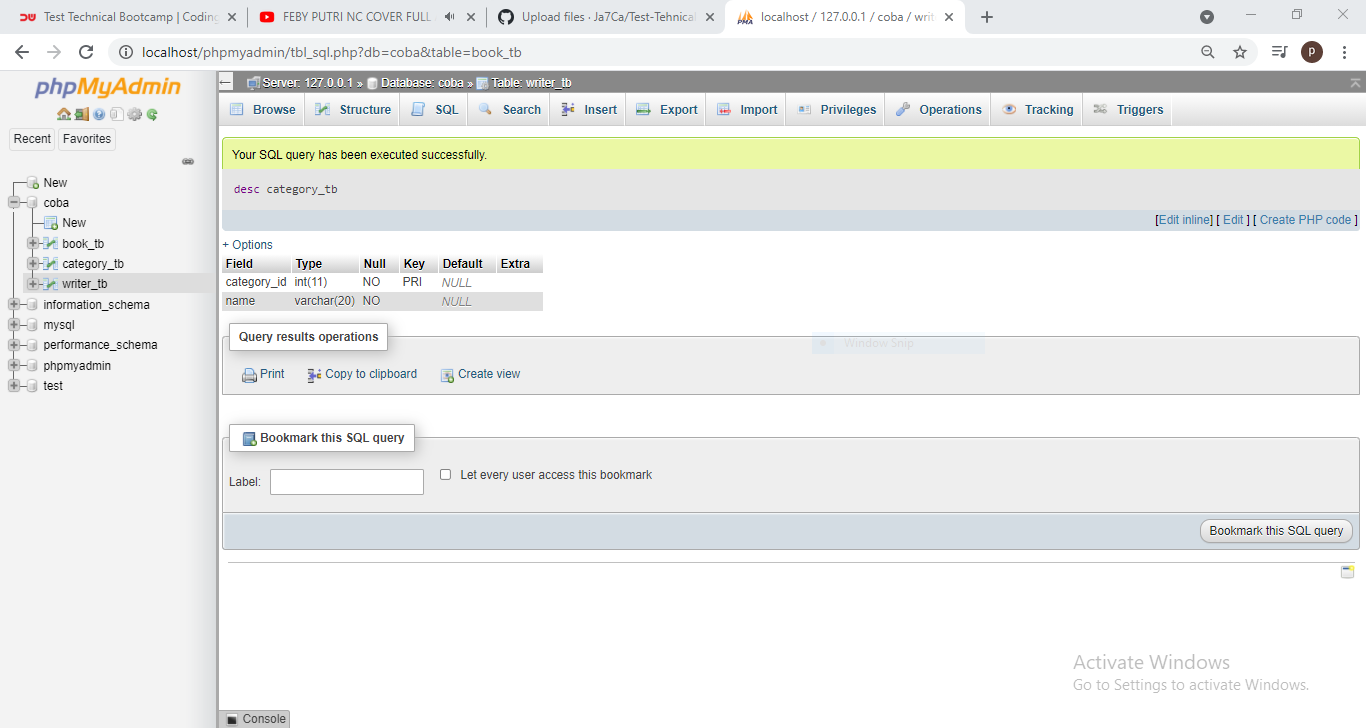 Test Technical Bootcamp | Coding
FEBY PUTRI NC COVER FULL
Upload files · Ja7Ca/Test-Tehnical
localhost / 127.0.0.1 / coba / writ
localhost/phpmyadmin/tbl_sql.php?db=coba&table=book_tb
P
phpMyAdmin
Recent
Favorites
New
coba
New
book_tb
category_tb
writer_tb
information_schema
mysql
performance_schema
phpmyadmin
test
Server: 127.0.0.1 » Database: coba » Table: writer_tb
Browse Structure SQL Search Insert Export Import Privileges Operations Tracking Triggers
Your SQL query has been executed successfully.
desc category_tb
[Edit inline] [ Edit ] [ Create PHP code ]
+ Options
Field Type Null Key Default Extra
category_id int(11) NO PRI NULL
name varchar(20) NO NULL
Query results operations
Window Snip
Print Copy to clipboard Create view
Bookmark this SQL query
Label:
Let every user access this bookmark
Bookmark this SQL query
Activate Windows
Go to Settings to activate Windows.
Console